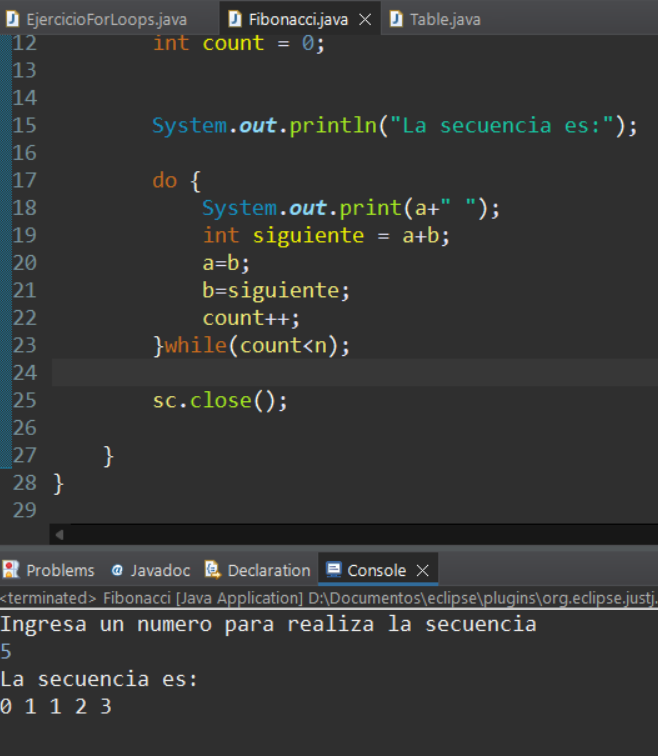 EjercicioForLoops.java Fibonacci.java Table.java
12 int count = 0;
13
14
15 System.out.println("La secuencia es:");
16
17 do {
18 System.out.print(a+" ");
19 int siguiente = a+b;
20 a=b;
21 b=siguiente;
22 count++;
23 }while(count<n);
24
25 sc.close();
26
27 }
28 }
29
Problems Javadoc Declaration Console
<terminated> Fibonacci [Java Application] D:\Documentos\eclipse\plugins\org.eclipse.justj.
Ingresa un numero para realiza la secuencia
5
La secuencia es:
0 1 1 2 3